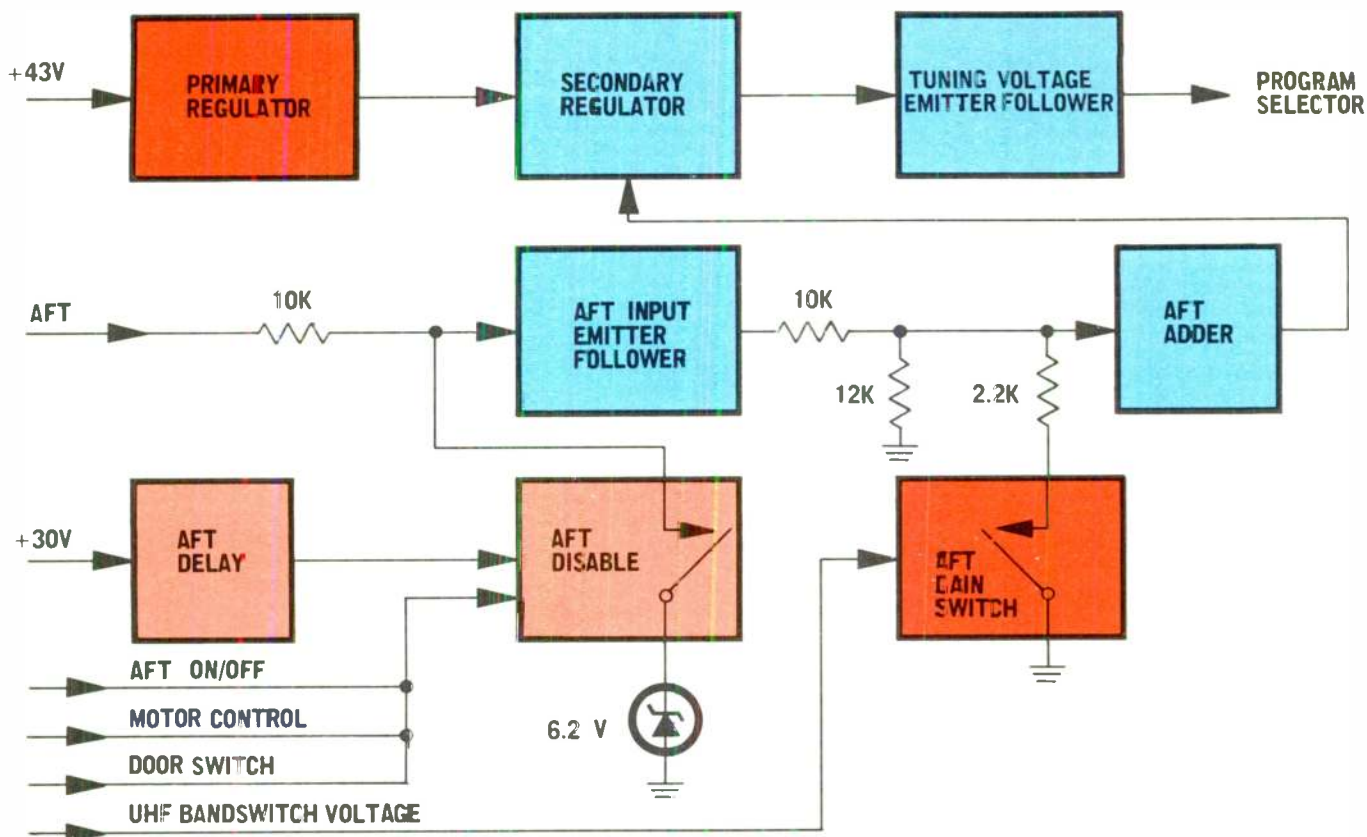 +43V
PRIMARY
REGULATOR
SECONDARY
REGULATOR
TUNING VOLTAGE
EMITTER FOLLOWER
PROGRAM
SELECTOR
AFT
10K
AFT INPUT
EMITTER
FOLLOWER
10K
12K
2.2K
AFT
ADDER
+30V
AFT
DELAY
AFT
DISABLE
AFT
GAIN
SWITCH
6.2 V
AFT ON/OFF
MOTOR CONTROL
DOOR SWITCH
UHF BANDSWITCH VOLTAGE